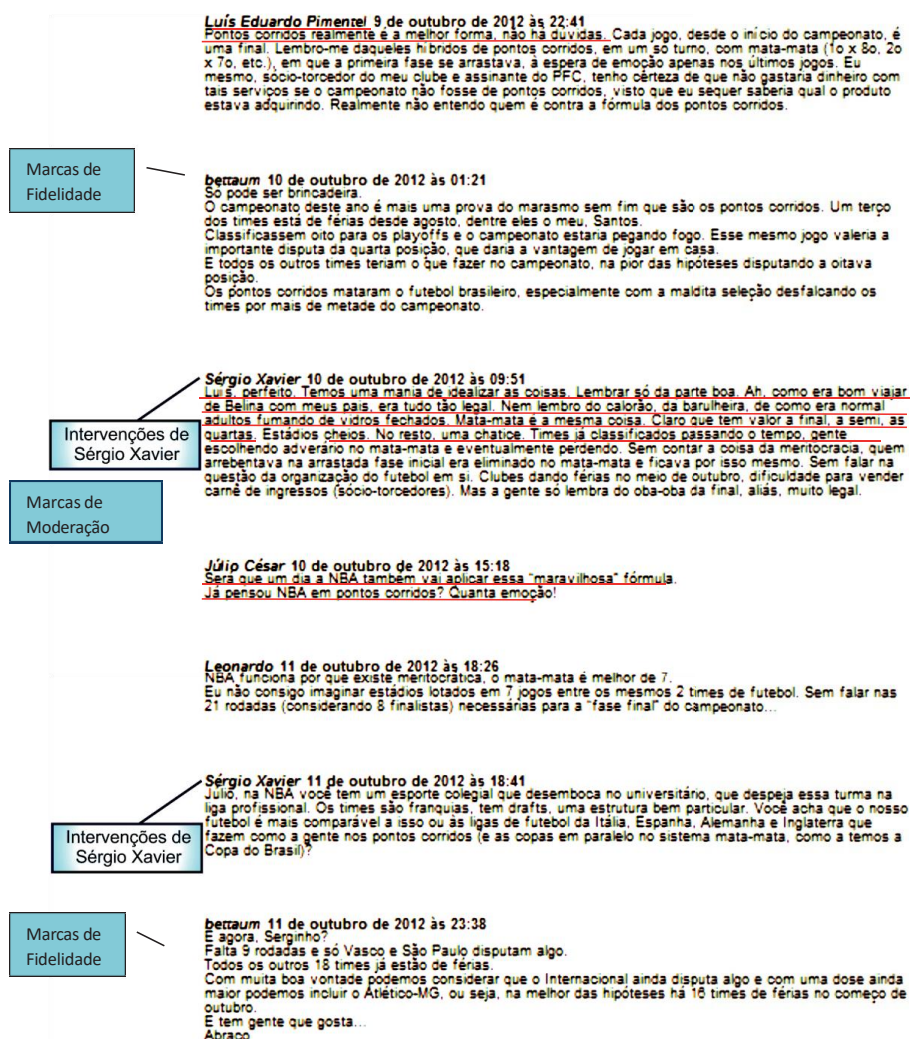 Luís Eduardo Pimentel 9 de outubro de 2012 às 22:41
Pontos corridos realmente é a melhor forma, não há dúvidas. Cada jogo, desde o início do campeonato, é
uma final. Lembro-me daqueles híbridos de pontos corridos, em um só turno, com mata-mata (1o x 8o, 2o
x 7o, etc.), em que a primeira fase se arrastava, à espera de emoção apenas nos últimos jogos. Eu
mesmo, sócio-torcedor do meu clube e assinante do PFC, tenho certeza de que não gastaria dinheiro com
tais serviços se o campeonato não fosse de pontos corridos, visto que eu sequer saberia qual o produto
estava adquirindo. Realmente não entendo quem é contra a fórmula dos pontos corridos.
Marcas de
Fidelidade
bettaum 10 de outubro de 2012 às 01:21
Só pode ser brincadeira.
O campeonato deste ano é mais uma prova do marasmo sem fim que são os pontos corridos. Um terço
dos times está de férias desde agosto, dentre eles o meu, Santos.
Classificassem oito para os playoffs e o campeonato estaria pegando fogo. Esse mesmo jogo valeria a
importante disputa da quarta posição, que daria a vantagem de jogar em casa.
E todos os outros times teriam o que fazer no campeonato, na pior das hipóteses disputando a oitava
posição.
Os pontos corridos mataram o futebol brasileiro, especialmente com a maldita seleção desfalcando os
times por mais de metade do campeonato.
Sérgio Xavier 10 de outubro de 2012 às 09:51
Luis, perfeito. Temos uma mania de idealizar as coisas. Lembrar só da parte boa. Ah, como era bom viajar
de Belina com meus pais, era tudo tão legal. Nem lembro do calorão, da barulheira, de como era normal
adultos fumando de vidros fechados. Mata-mata é a mesma coisa. Claro que tem valor a final, a semi, as
quartas. Estádios cheios. No resto, uma chatice. Times já classificados passando o tempo, gente
escolhendo adverário no mata-mata e eventualmente perdendo. Sem contar a coisa da meritocracia, quem
arrebentava na arrastada fase inicial era eliminado no mata-mata e ficava por isso mesmo. Sem falar na
questão da organização do futebol em si. Clubes dando férias no meio de outubro, dificuldade para vender
carnê de ingressos (sócio-torcedores). Mas a gente só lembra do oba-oba da final, aliás, muito legal.
Intervenções de
Sérgio Xavier
Marcas de
Moderação
Júlio César 10 de outubro de 2012 às 15:18
Será que um dia a NBA também vai aplicar essa "maravilhosa" fórmula.
Já pensou NBA em pontos corridos? Quanta emoção!
Leonardo 11 de outubro de 2012 às 18:26
NBA funciona por que existe meritocrática, o mata-mata é melhor de 7.
Eu não consigo imaginar estádios lotados em 7 jogos entre os mesmos 2 times de futebol. Sem falar nas
21 rodadas (considerando 8 finalistas) necessárias para a "fase final" do campeonato...
Sérgio Xavier 11 de outubro de 2012 às 18:41
Julio, na NBA você tem um esporte colegial que desemboca no universitário, que despeja essa turma na
liga profissional. Os times são franquias, tem drafts, uma estrutura bem particular. Você acha que o nosso
futebol é mais comparável a isso ou às ligas de futebol da Itália, Espanha, Alemanha e Inglaterra que
fazem como a gente nos pontos corridos (e as copas em paralelo no sistema mata-mata, como a temos a
Copa do Brasil)?
Intervenções de
Sérgio Xavier
Marcas de
Fidelidade
bettaum 11 de outubro de 2012 às 23:38
E agora, Serginho?
Falta 9 rodadas e só Vasco e São Paulo disputam algo.
Todos os outros 18 times já estão de férias.
Com muita boa vontade podemos considerar que o Internacional ainda disputa algo e com uma dose ainda
maior podemos incluir o Atlético-MG, ou seja, na melhor das hipóteses há 16 times de férias no começo de
outubro.
E tem gente que gosta...
Abraço